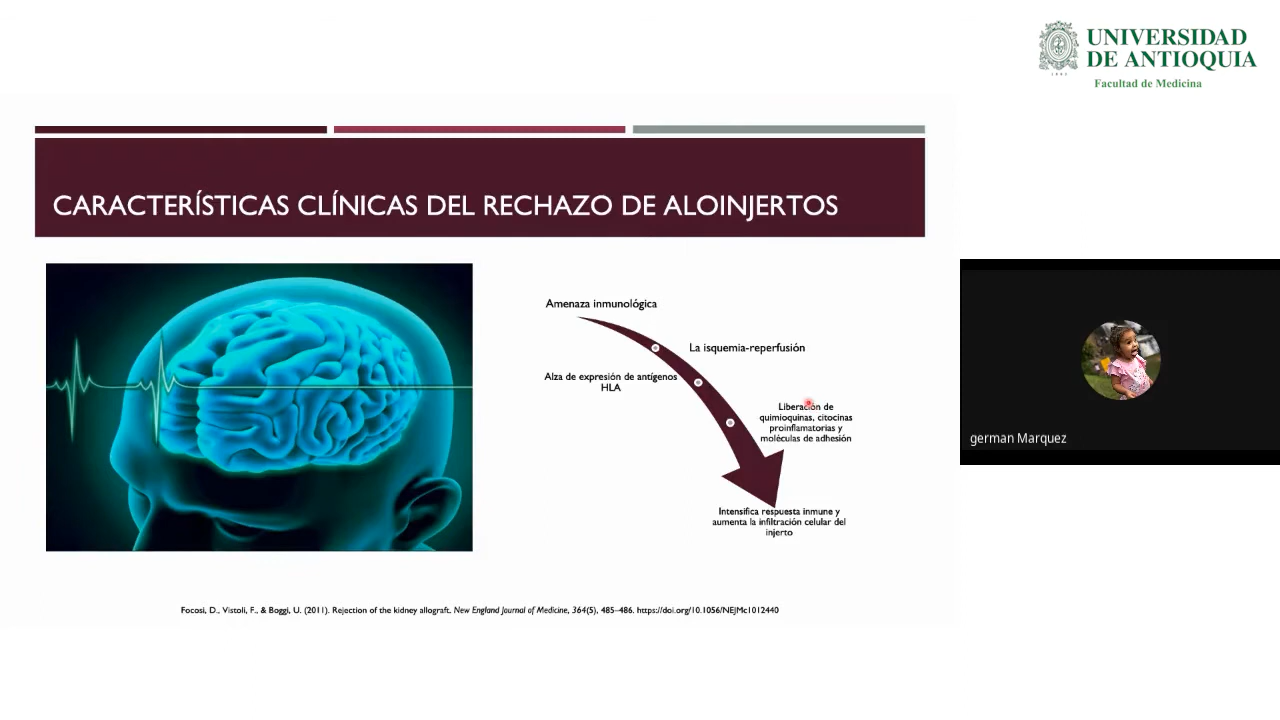 UNIVERSIDAD
DE ANTIOQUIA
1803
Facultad de Medicina
CARACTERÍSTICAS CLÍNICAS DEL RECHAZO DE ALOINJERTOS
Amenaza inmunológica
La isquemia-reperfusión
Alza de expresión de antígenos
HLA
Liberación de
quimioquinas, citocinas
proinflamatorias y
moléculas de adhesión
Intensifica respuesta inmune y
aumenta la infiltración celular del
injerto
german Marquez
Focosi, D., Vistoli, F., & Boggi, U. (2011). Rejection of the kidney allograft. New England Journal of Medicine, 364(5), 485–486. https://doi.org/10.1056/NEJMc1012440